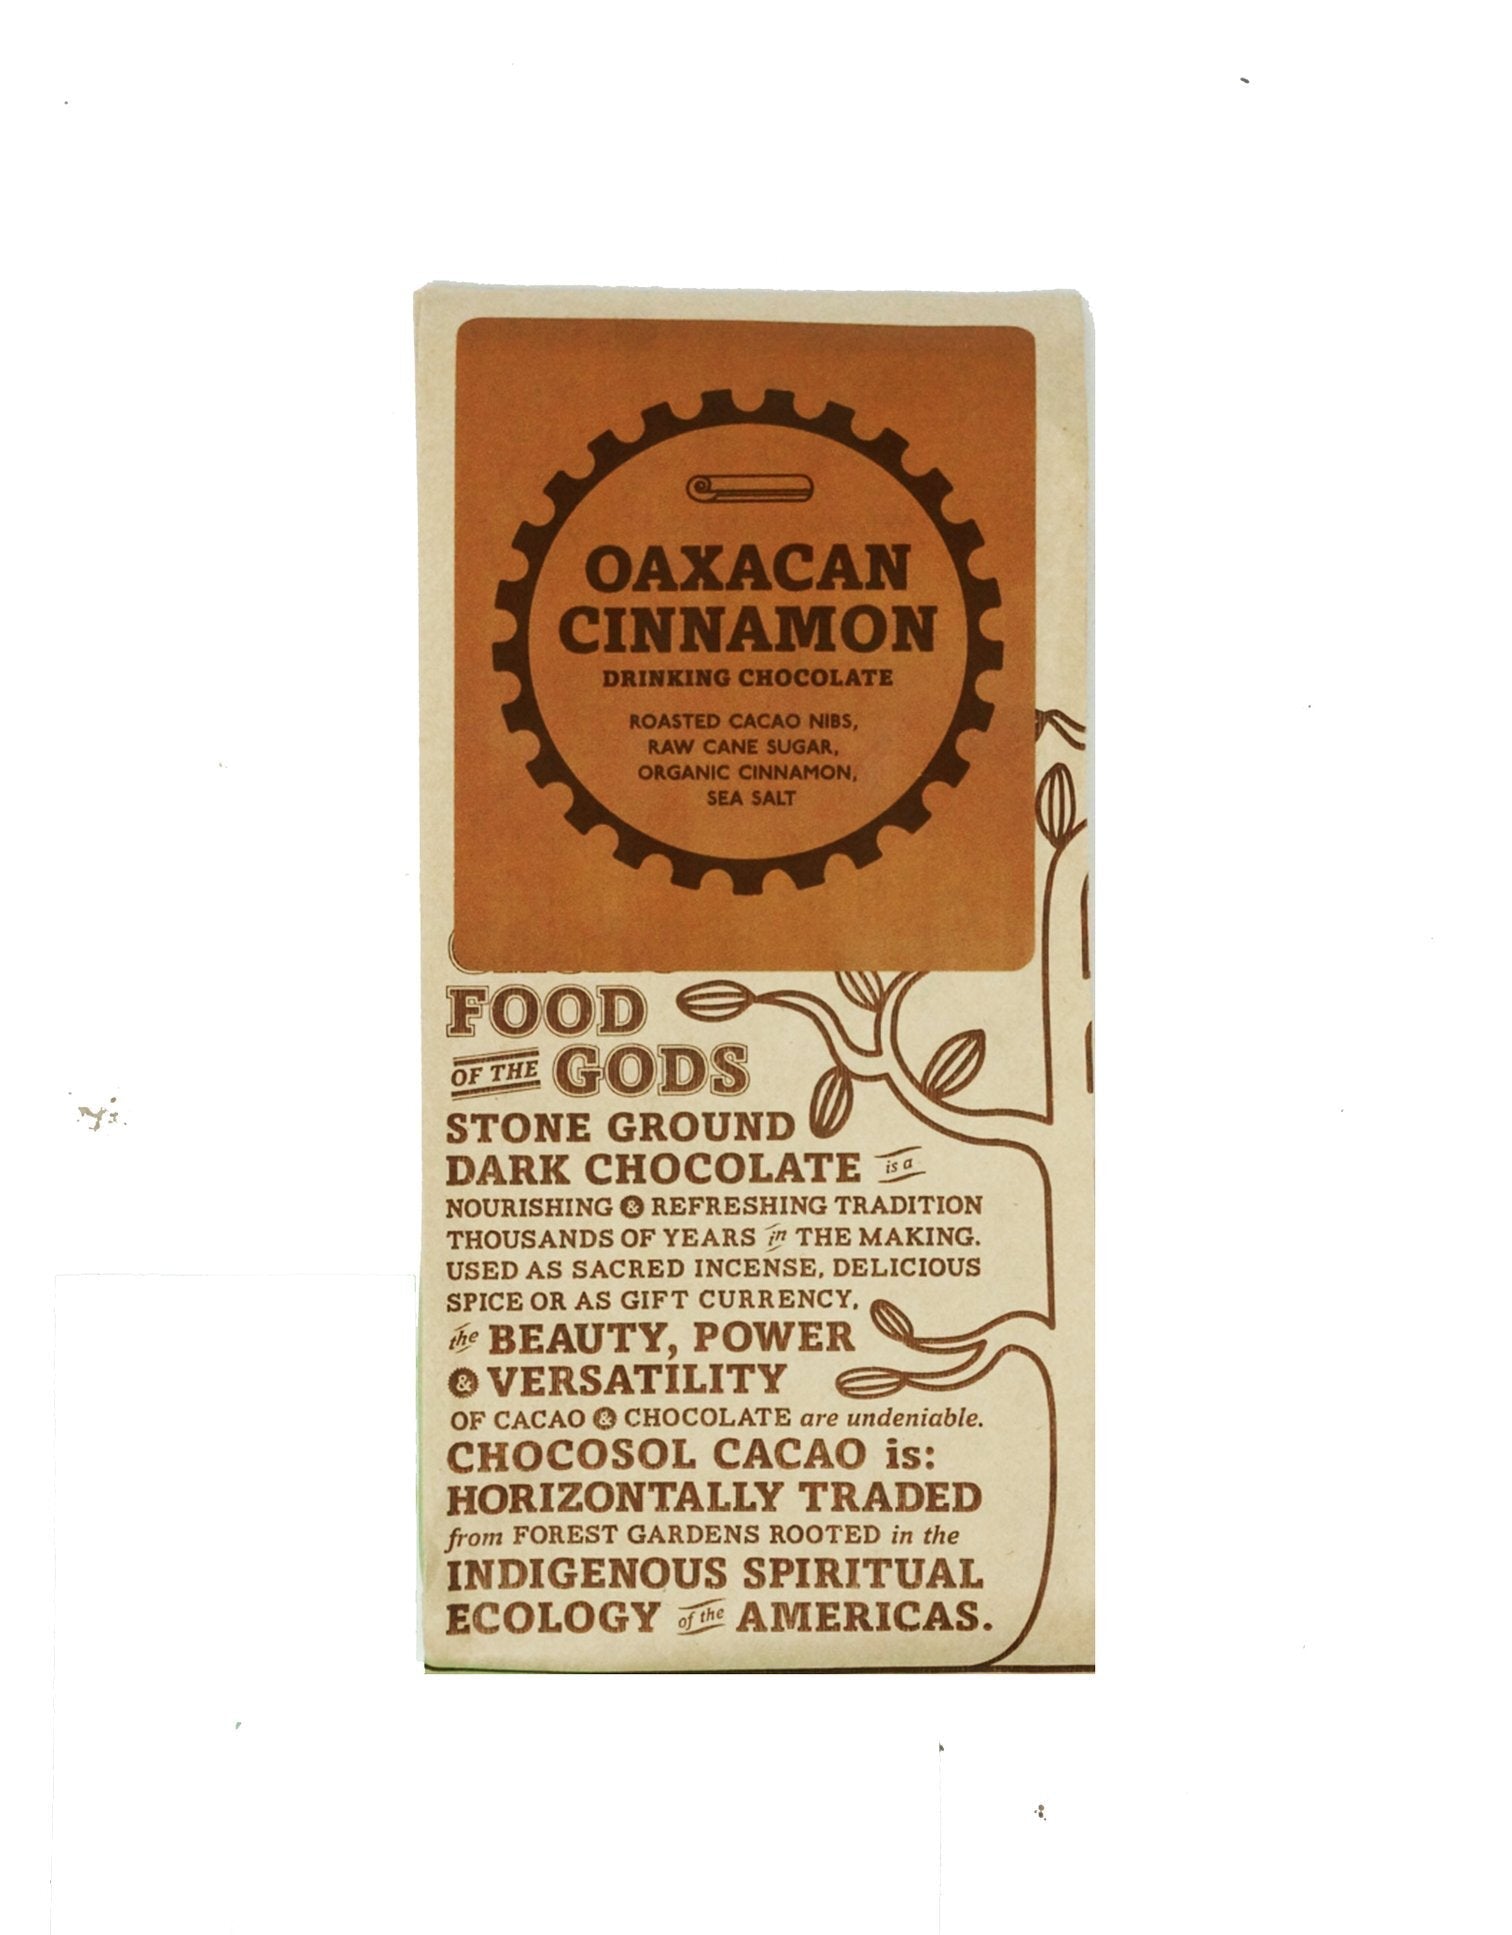 OAXACAN
CINNAMON
DRINKING CHOCOLATE
ROASTED CACAO NIBS,
RAW CANE SUGAR,
ORGANIC CINNAMON,
SEA SALT
FOOD
OF THE GODS
STONE GROUND
DARK CHOCOLATE is a
NOURISHING & REFRESHING TRADITION
THOUSANDS OF YEARS in THE MAKING.
USED AS SACRED INCENSE, DELICIOUS
SPICE OR AS GIFT CURRENCY,
the BEAUTY, POWER
& VERSATILITY
OF CACAO & CHOCOLATE are undeniable.
CHOCOSOL CACAO is:
HORIZONTALLY TRADED
from FOREST GARDENS ROOTED in the
INDIGENOUS SPIRITUAL
ECOLOGY of the AMERICAS.